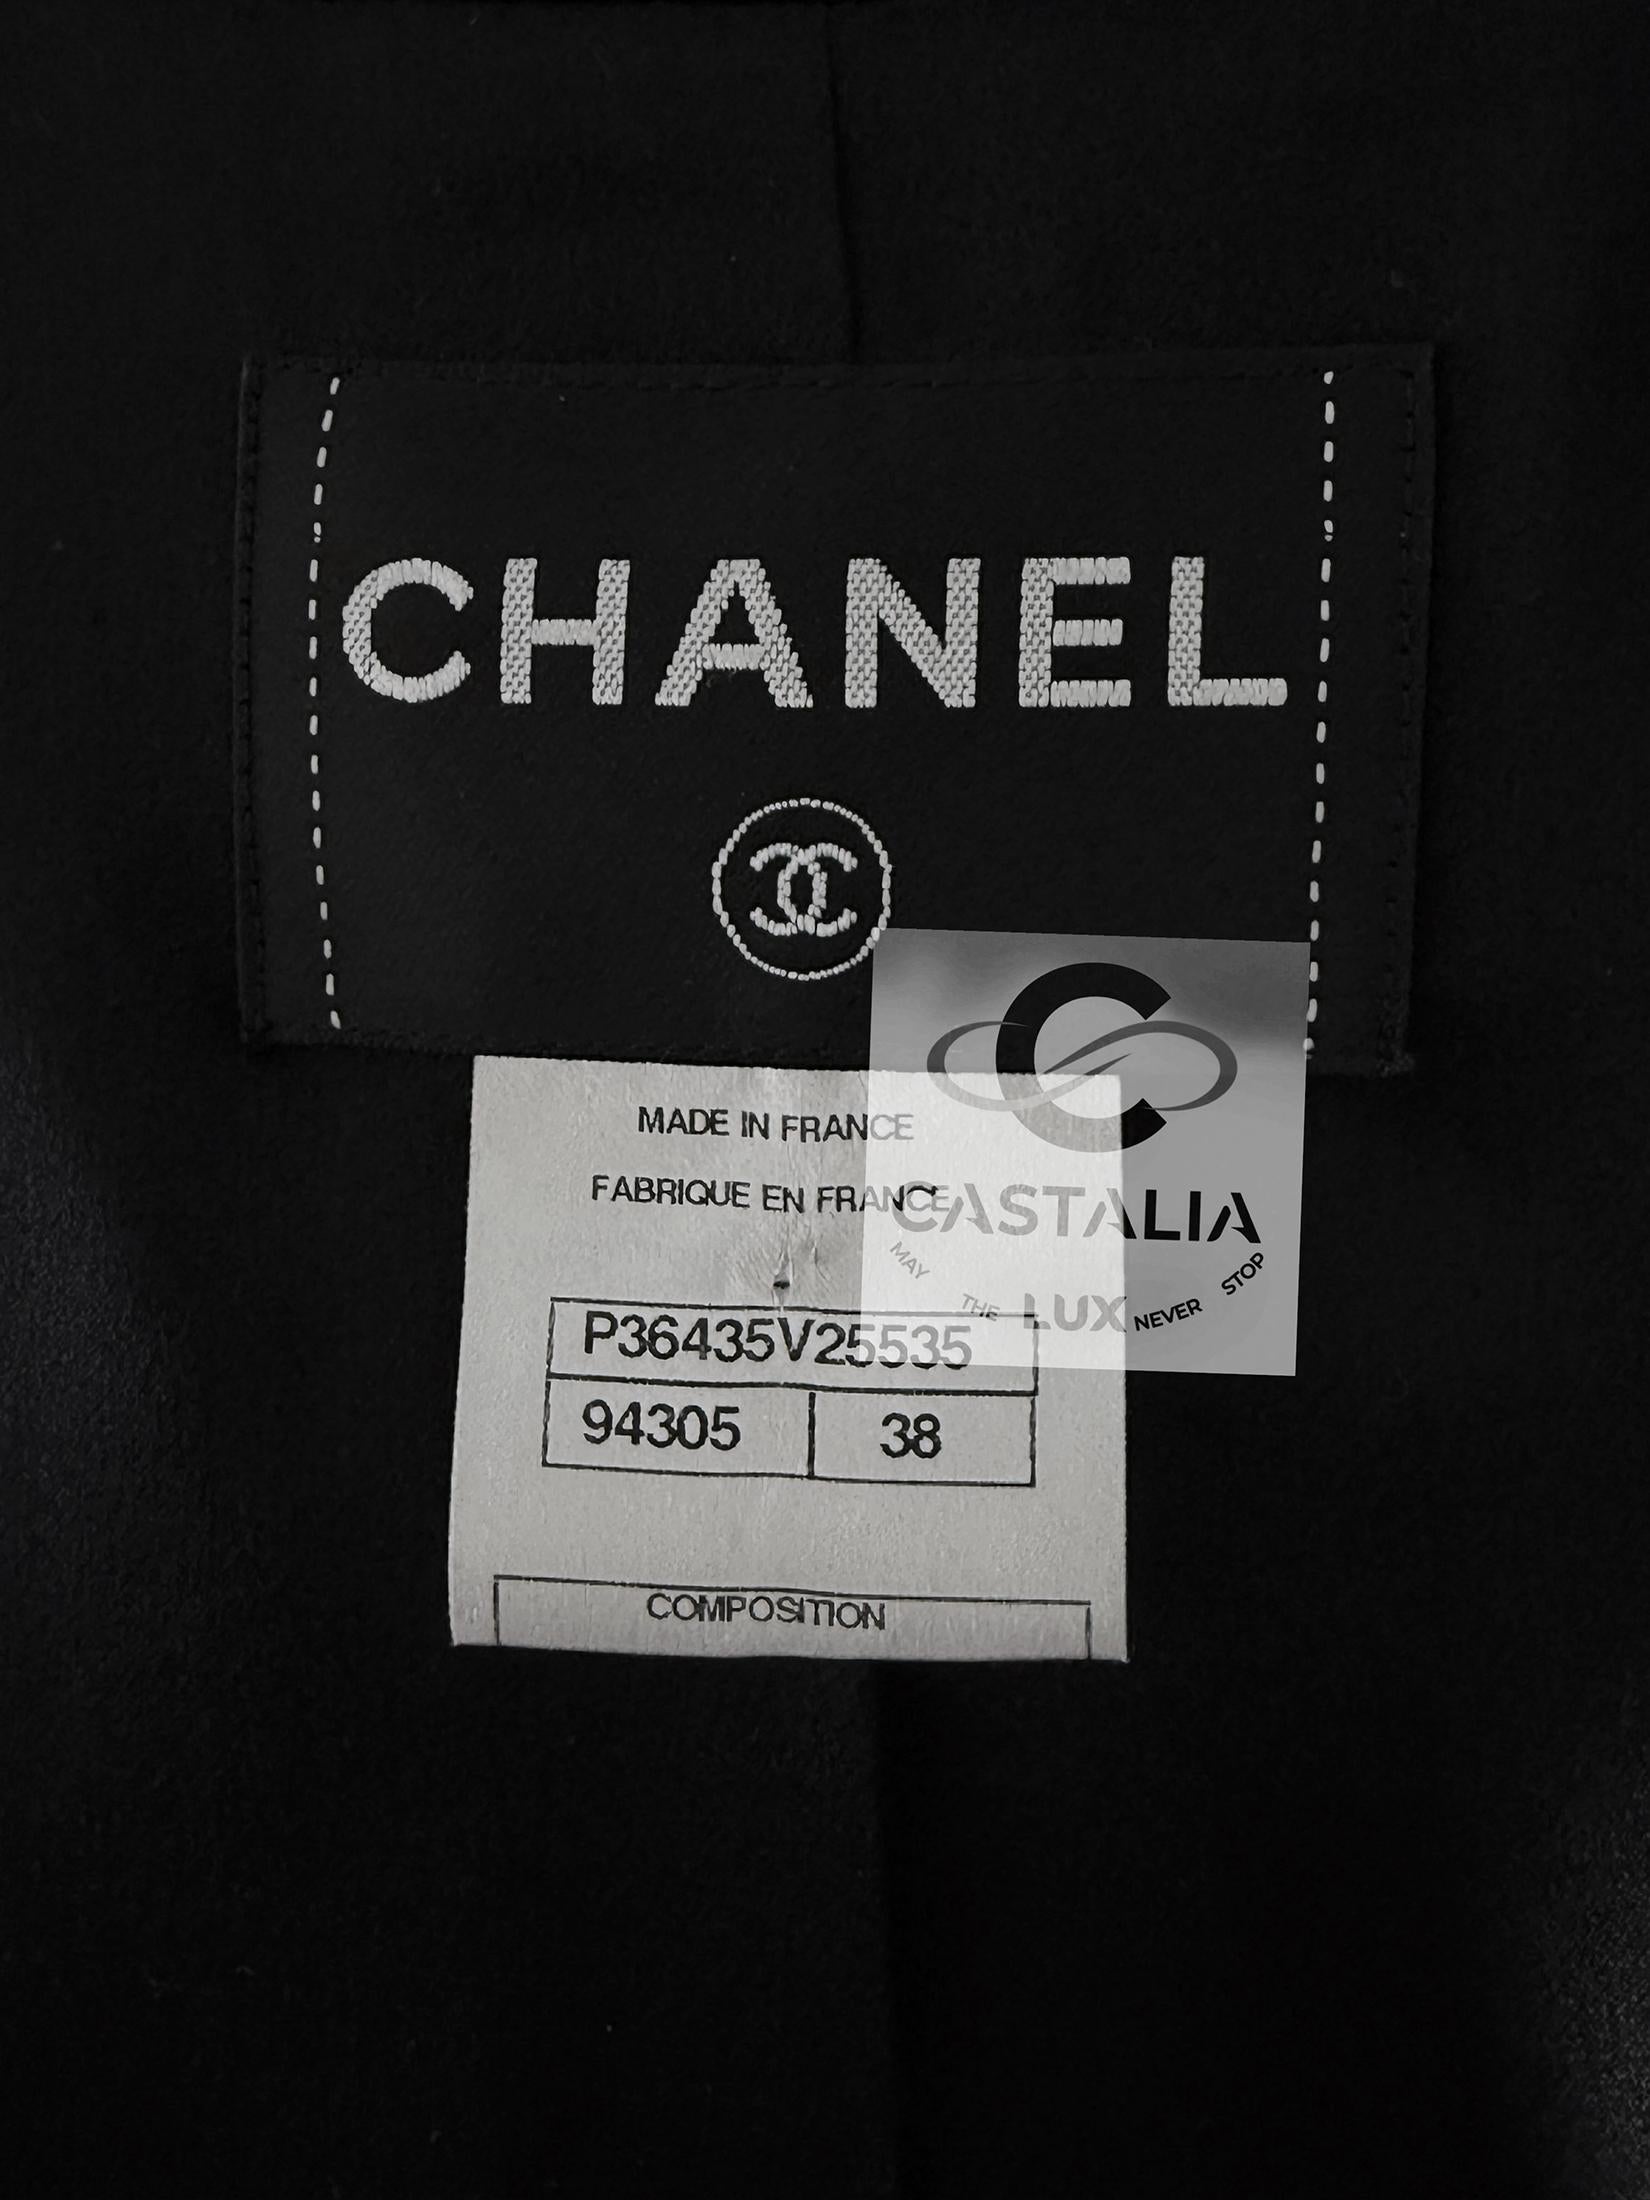 CHANEL
MADE IN FRANCE
FABRIQUE EN FRANCE
P36435V25535
94305 38
COMPOSITION
CASTALIA
MAY THE LUX NEVER STOP